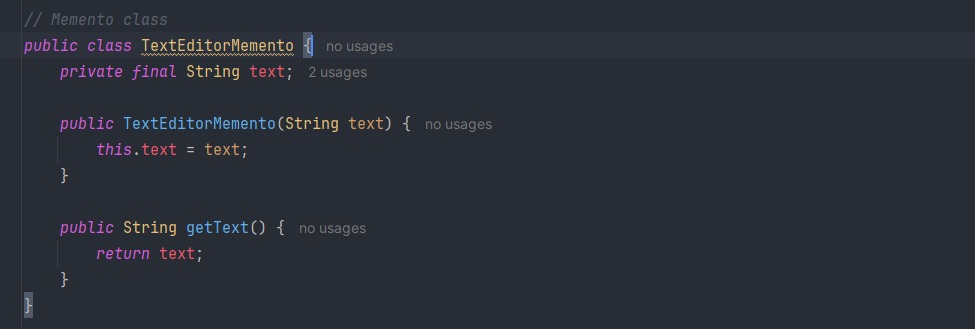 // Memento class
public class TextEditorMemento { no usages
private final String text; 2 usages
public TextEditorMemento(String text) { no usages
this.text = text;
}
public String getText() { no usages
return text;
}
}